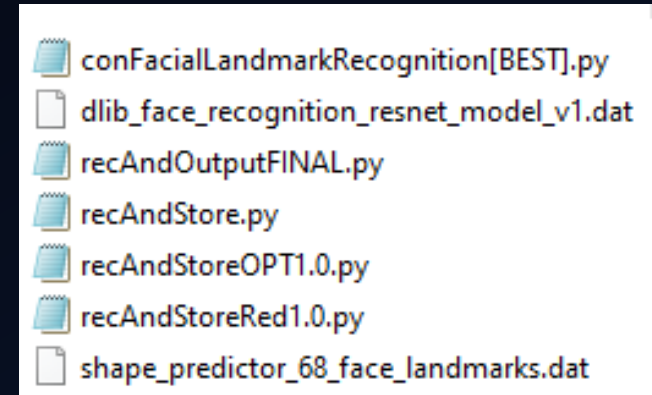 conFacialLandmarkRecognition[BEST].py
dlib_face_recognition_resnet_model_v1.dat
recAndOutputFINAL.py
recAndStore.py
recAndStoreOPT1.0.py
recAndStoreRed1.0.py
shape_predictor_68_face_landmarks.dat